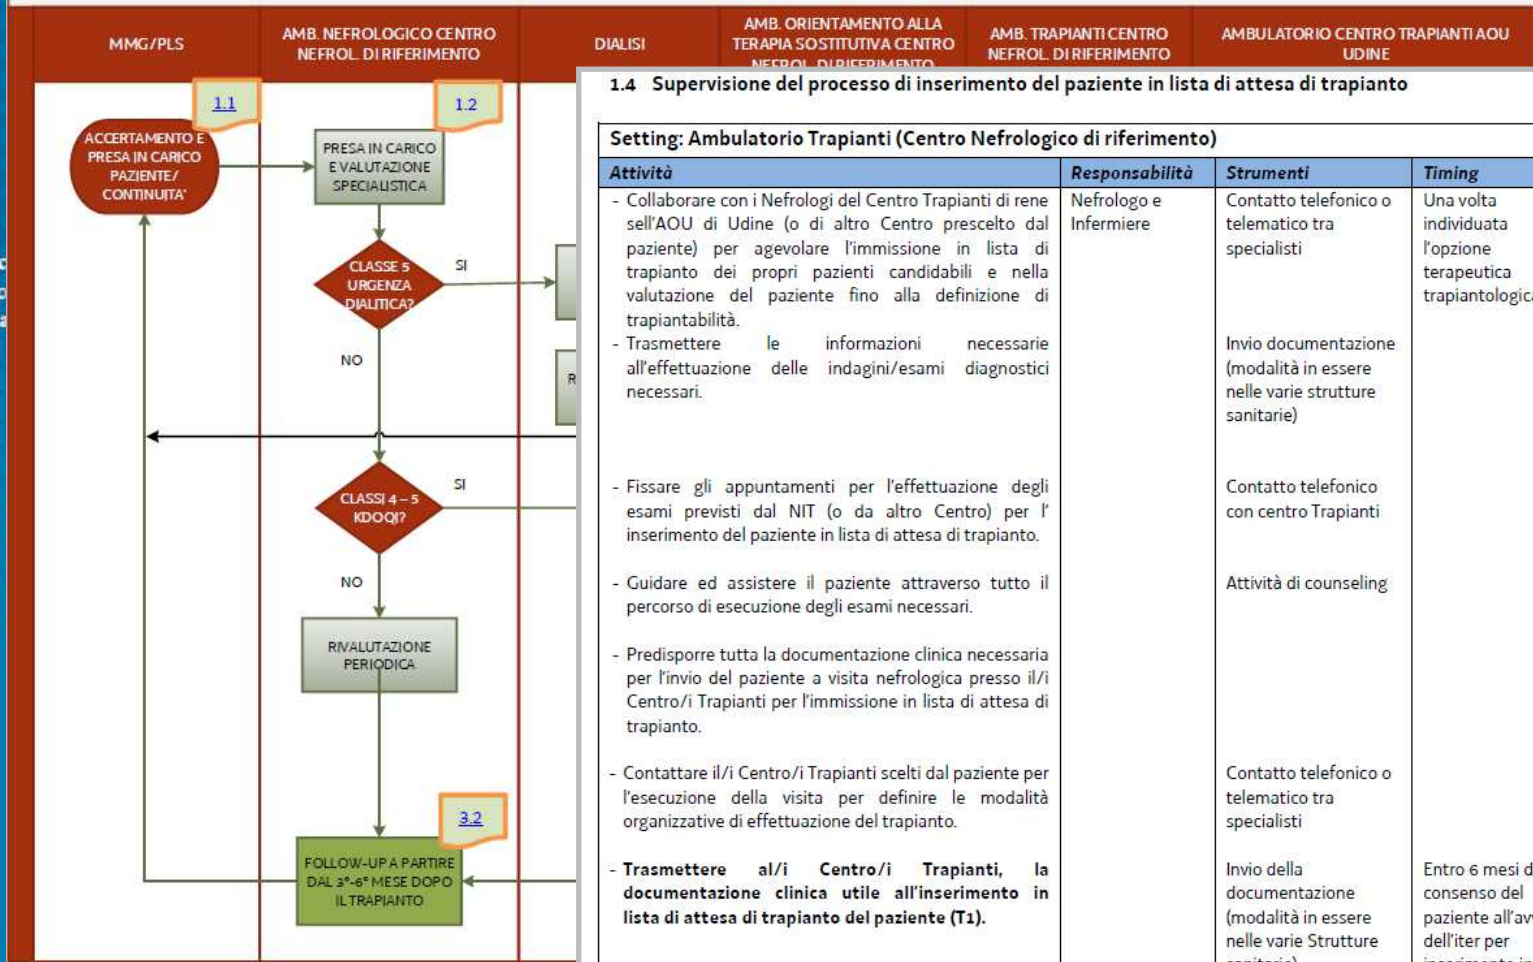 MMG/PLS
AMB. NEFROLOGICO CENTRO
NEFROL. DI RIFERIMENTO
DIALISI
AMB. ORIENTAMENTO ALLA
TERAPIA SOSTITUTIVA CENTRO
NEFROL. DI RIFERIMENTO
AMB. TRAPIANTI CENTRO
NEFROL. DI RIFERIMENTO
AMBULATORIO CENTRO TRAPIANTI AOU
UDINE
1.1
ACCERTAMENTO E
PRESA IN CARICO
PAZIENTE/
CONTINUITA'
1.2
PRESA IN CARICO
E VALUTAZIONE
SPECIALISTICA
CLASSE 5
URGENZA
DIALITICA?
SI
NO
R
CLASSI 4 – 5
KDOQI?
SI
NO
RIVALUTAZIONE
PERIODICA
3.2
FOLLOW-UP A PARTIRE
DAL 3°-6° MESE DOPO
IL TRAPIANTO
1.4 Supervisione del processo di inserimento del paziente in lista di attesa di trapianto
Setting: Ambulatorio Trapianti (Centro Nefrologico di riferimento)
Attività
Responsabilità
Strumenti
Timing
- Collaborare con i Nefrologi del Centro Trapianti di rene
sell'AOU di Udine (o di altro Centro prescelto dal
paziente) per agevolare l'immissione in lista di
trapianto dei propri pazienti candidabili e nella
valutazione del paziente fino alla definizione di
trapiantabilità.
Nefrologo e
Infermiere
Contatto telefonico o
telematico tra
specialisti
Una volta
individuata
l'opzione
terapeutica
trapiantologica
- Trasmettere le informazioni necessarie
all'effettuazione delle indagini/esami diagnostici
necessari.
Invio documentazione
(modalità in essere
nelle varie strutture
sanitarie)
- Fissare gli appuntamenti per l'effettuazione degli
esami previsti dal NIT (o da altro Centro) per l'
inserimento del paziente in lista di attesa di trapianto.
Contatto telefonico
con centro Trapianti
- Guidare ed assistere il paziente attraverso tutto il
percorso di esecuzione degli esami necessari.
Attività di counseling
- Predisporre tutta la documentazione clinica necessaria
per l'invio del paziente a visita nefrologica presso il/i
Centro/i Trapianti per l'immissione in lista di attesa di
trapianto.
- Contattare il/i Centro/i Trapianti scelti dal paziente per
l'esecuzione della visita per definire le modalità
organizzative di effettuazione del trapianto.
Contatto telefonico o
telematico tra
specialisti
- Trasmettere al/i Centro/i Trapianti, la
documentazione clinica utile all'inserimento in
lista di attesa di trapianto del paziente (T1).
Invio della
documentazione
(modalità in essere
nelle varie Strutture
Entro 6 mesi d
consenso del
paziente all'avv
dell'iter per